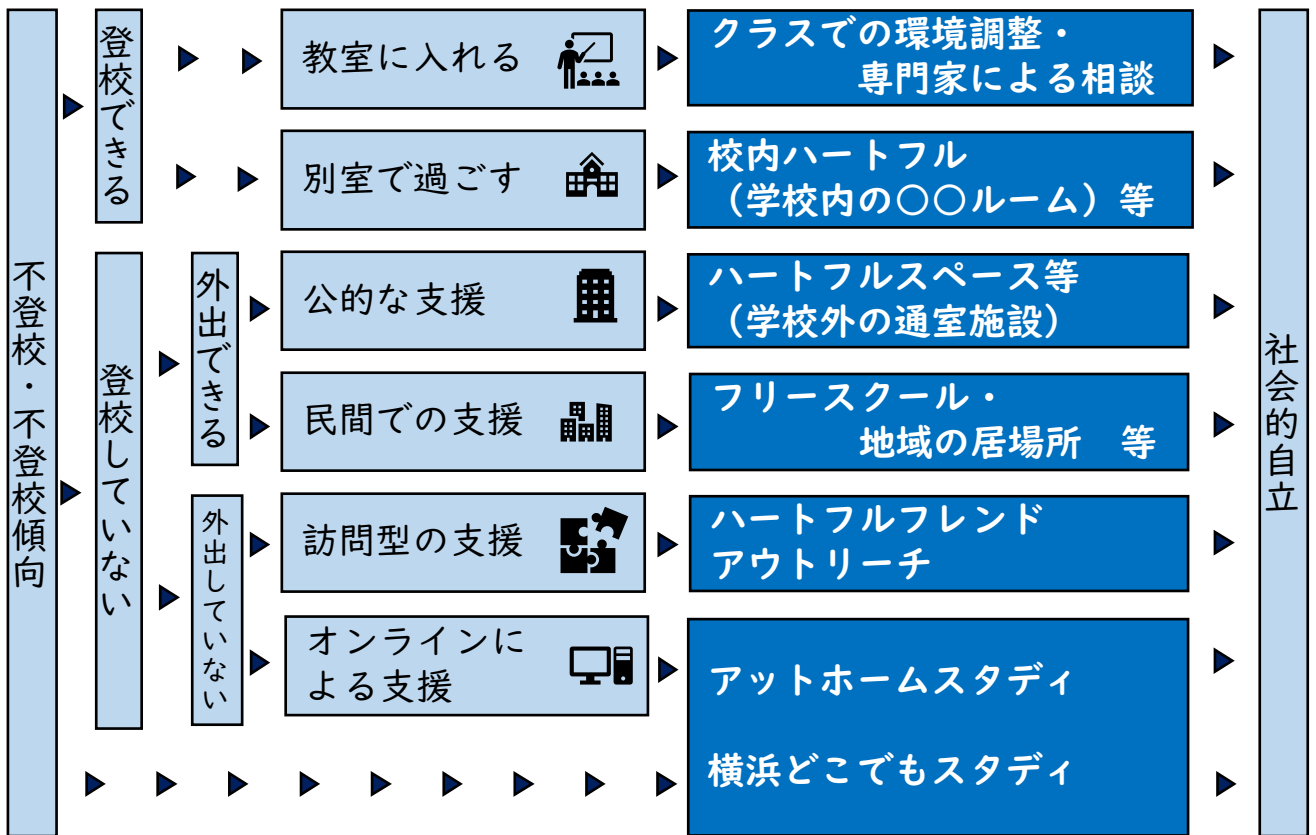 不登校・不登校傾向
登校できる
教室に入れる
クラスでの環境調整・
専門家による相談
別室で過ごす
校内ハートフル
（学校内の〇〇ルーム）等
登校していない
外出できる
公的な支援
ハートフルスペース等
（学校外の通室施設）
民間での支援
フリースクール・
地域の居場所　等
外出していない
訪問型の支援
ハートフルフレンド
アウトリーチ
オンラインに
よる支援
アットホームスタディ
横浜どこでもスタディ
社会的自立